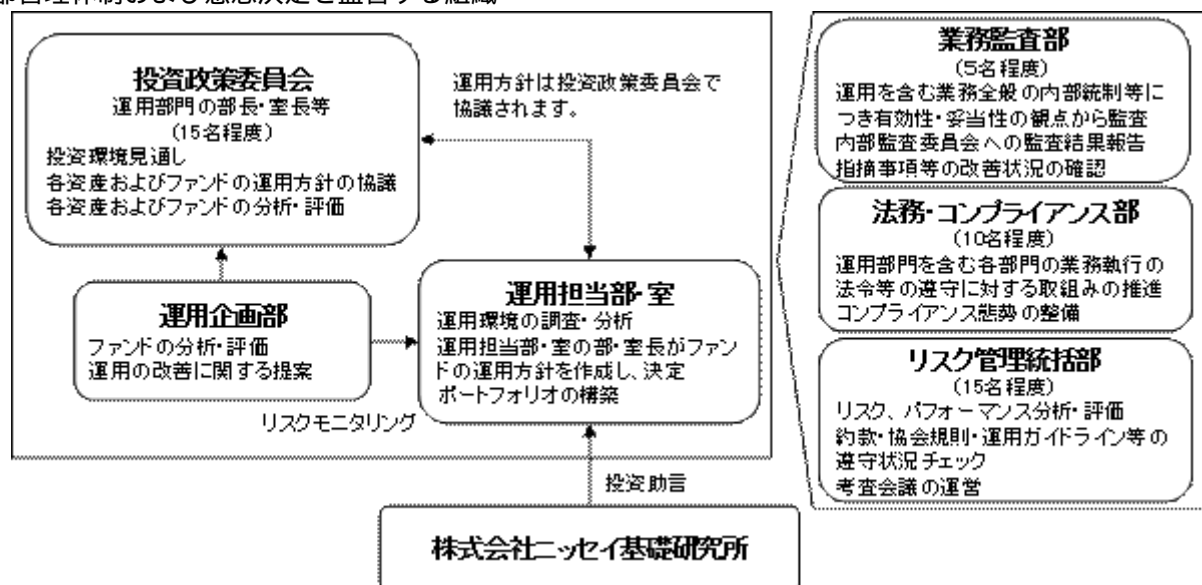 投資政策委員会
運用部門の部長・室長等
(15名程度)
投資環境見通し
各資産およびファンドの運用方針の協議
各資産およびファンドの分析・評価
運用方針は投資政策委員会で
協議されます。
運用企画部
ファンドの分析・評価
運用の改善に関する提案
リスクモニタリング
運用担当部・室
運用環境の調査・分析
運用担当部・室の部・室長がファン
ドの運用方針を作成し、決定
ポートフォリオの構築
投資助言
株式会社ニッセイ基礎研究所
業務監査部
(5名程度)
運用を含む業務全般の内部統制等に
つき有効性・妥当性の観点から監査
内部監査委員会への監査結果報告
指摘事項等の改善状況の確認
法務・コンプライアンス部
(10名程度)
運用部門を含む各部門の業務執行の
法令等の遵守に対する取組みの推進
コンプライアンス態勢の整備
リスク管理統括部
(15名程度)
リスク、パフォーマンス分析・評価
約款・協会規則・運用ガイドライン等の
遵守状況チェック
考査会議の運営